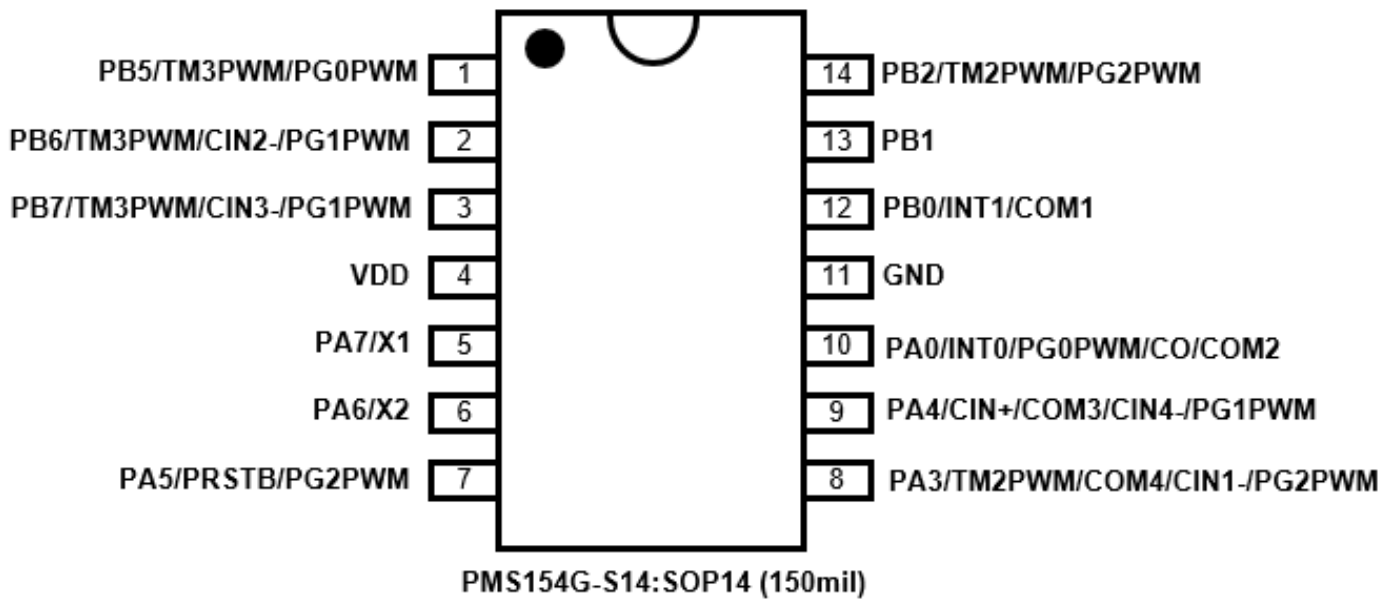 PB5/TM3PWM/PG0PWM 1 14 PB2/TM2PWM/PG2PWM
PB6/TM3PWM/CIN2-/PG1PWM 2 13 PB1
PB7/TM3PWM/CIN3-/PG1PWM 3 12 PB0/INT1/COM1
VDD 4 11 GND
PA7/X1 5 10 PA0/INT0/PG0PWM/CO/COM2
PA6/X2 6 9 PA4/CIN+/COM3/CIN4-/PG1PWM
PA5/PRSTB/PG2PWM 7 8 PA3/TM2PWM/COM4/CIN1-/PG2PWM
PMS154G-S14:SOP14 (150mil)